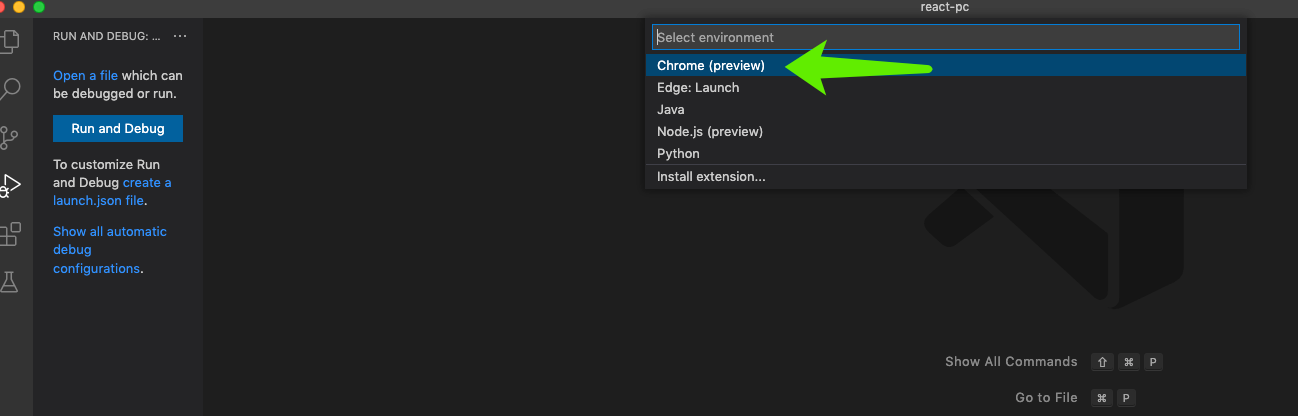 react-pc
RUN AND DEBUG: ... ···
Open a file which can
be debugged or run.
Run and Debug
To customize Run
and Debug create a
launch.json file.
Show all automatic
debug
configurations.
Select environment
Chrome (preview)
Edge: Launch
Java
Node.js (preview)
Python
Install extension...
Show All Commands ⇧ ⌘ P
Go to File ⌘ P